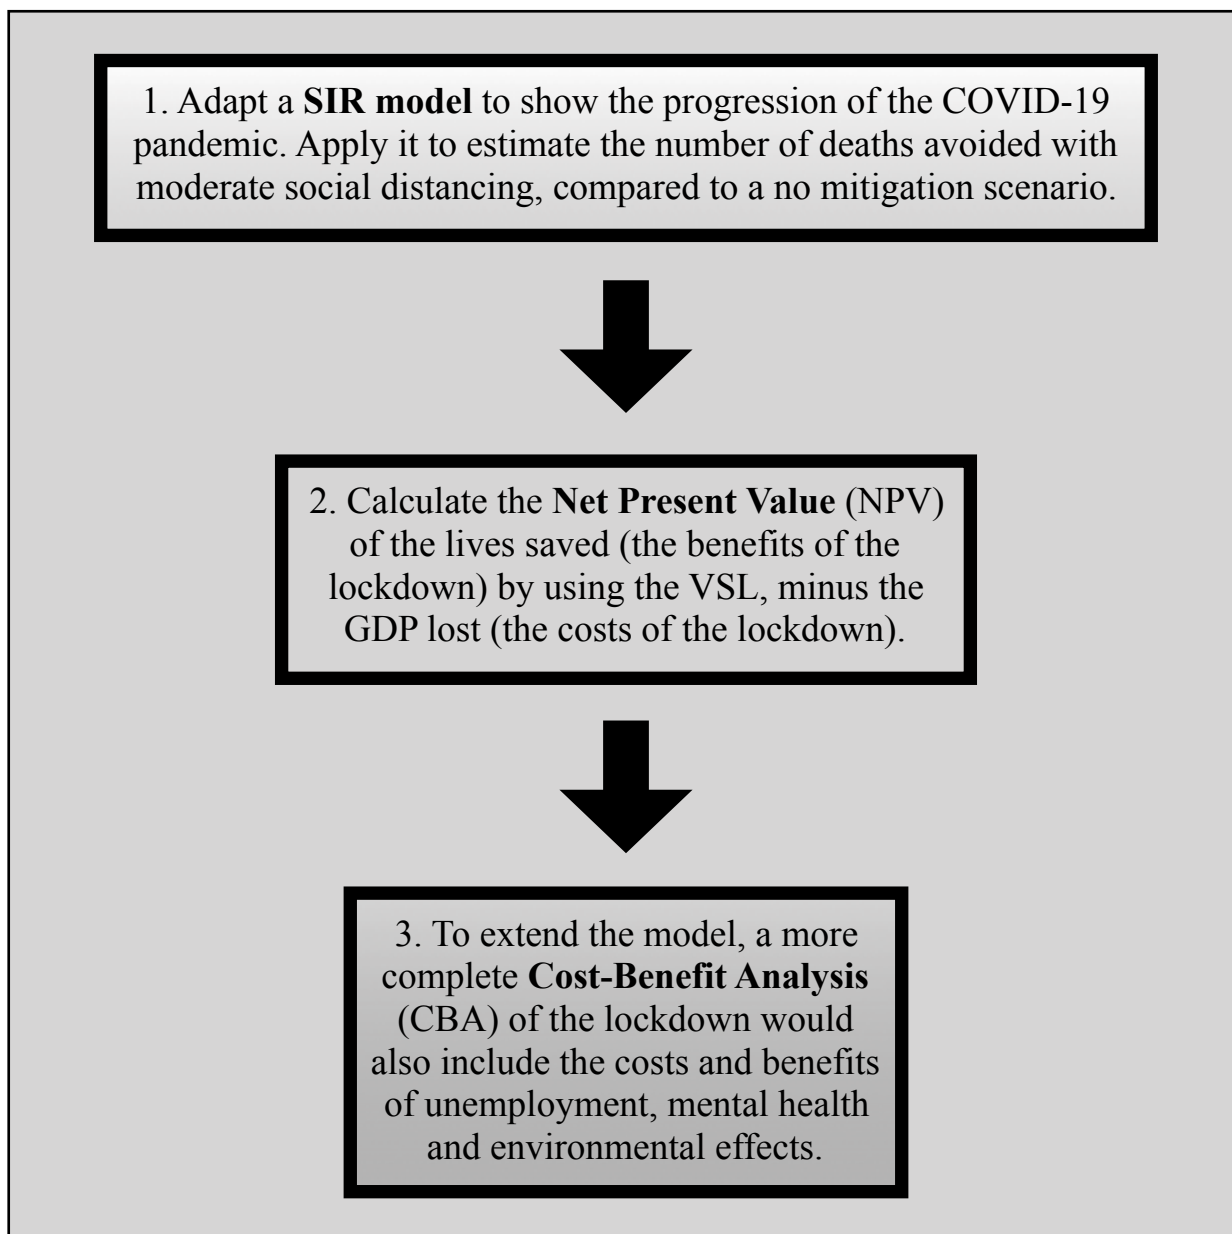 1. Adapt a SIR model to show the progression of the COVID-19
pandemic. Apply it to estimate the number of deaths avoided with
moderate social distancing, compared to a no mitigation scenario.
2. Calculate the Net Present Value (NPV)
of the lives saved (the benefits of the
lockdown) by using the VSL, minus the
GDP lost (the costs of the lockdown).
3. To extend the model, a more
complete Cost-Benefit Analysis
(CBA) of the lockdown would
also include the costs and benefits
of unemployment, mental health
and environmental effects.